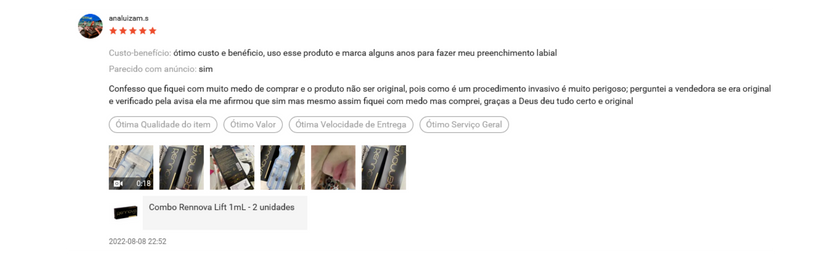 analuizam.s
Custo-benefício: ótimo custo e benéfício, uso esse produto e marca alguns anos para fazer meu preenchimento labial
Parecido com anúncio: sim
Confesso que fiquei com muito medo de comprar e o produto não ser original, pois como é um procedimento invasivo é muito perigoso; perguntei a vendedora se era original
e verificado pela avisa ela me afirmou que sim mas mesmo assim fiquei com medo mas comprei, graças a Deus deu tudo certo e original
Ótima Qualidade do item
Ótimo Valor
Ótima Velocidade de Entrega
Ótimo Serviço Geral
0:18
Combo Rennova Lift 1mL - 2 unidades
2022-08-08 22:52